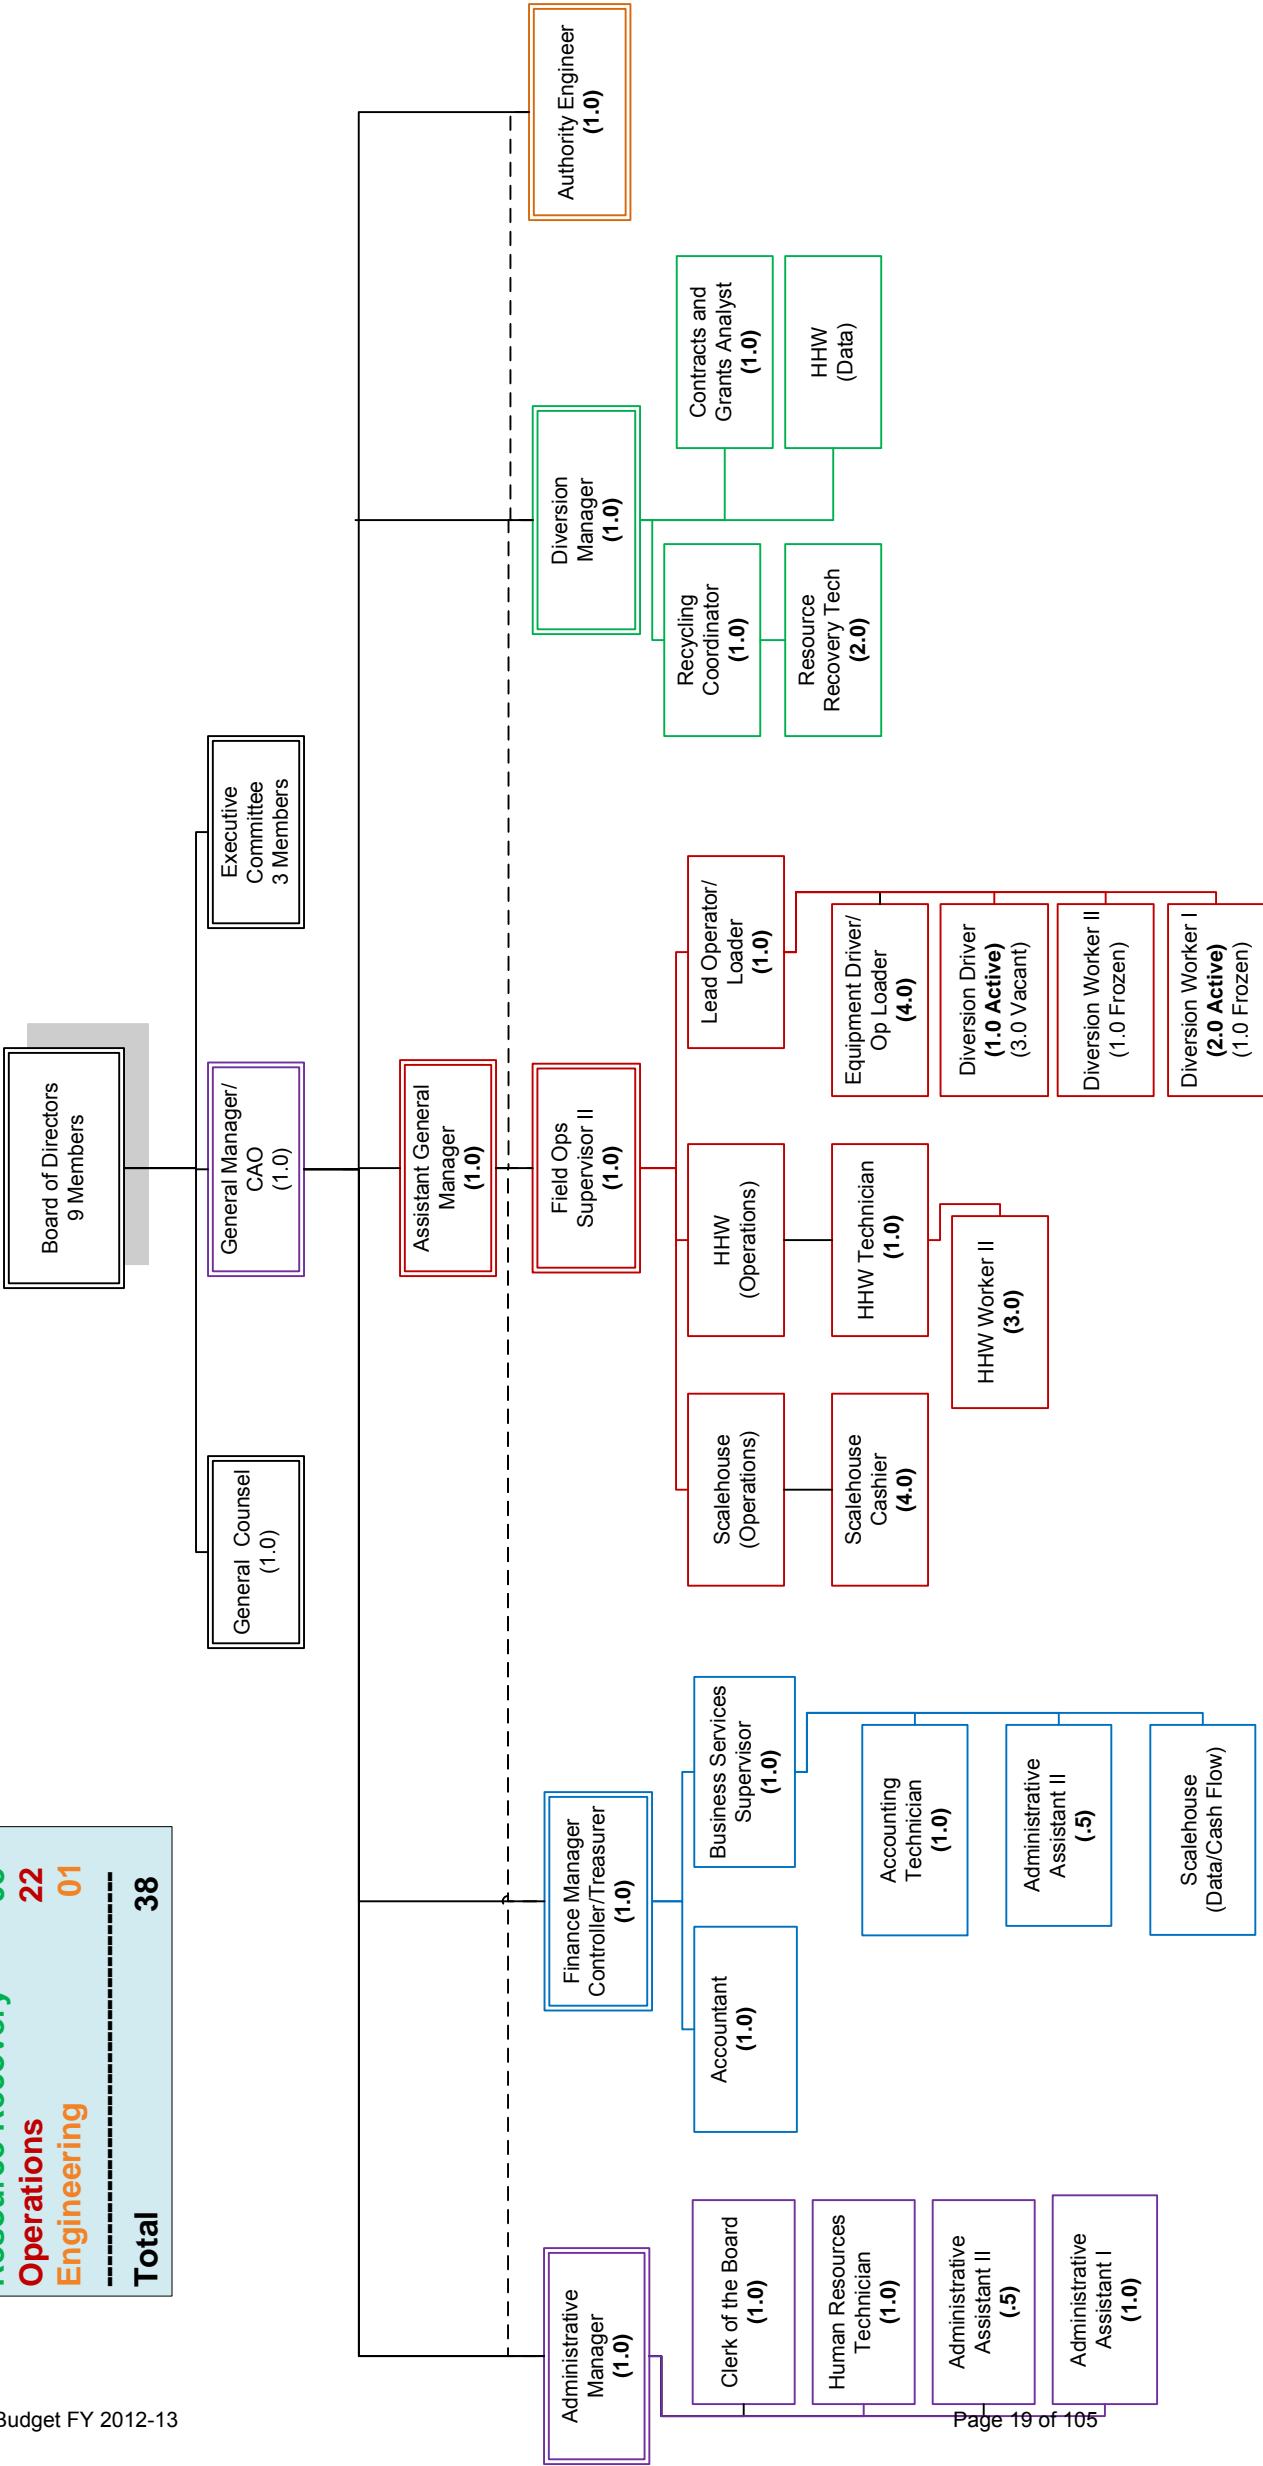 Board of Directors
9 Members
General Counsel
(1.0)
General Manager/
CAO
(1.0)
Executive
Committee
3 Members
Assistant General
Manager
(1.0)
Administrative
Manager
(1.0)
Finance Manager
Controller/Treasurer
(1.0)
Field Ops
Supervisor II
(1.0)
Diversion
Manager
(1.0)
Authority Engineer
(1.0)
Clerk of the Board
(1.0)
Human Resources
Technician
(1.0)
Administrative
Assistant II
(.5)
Administrative
Assistant I
(1.0)
Accountant
(1.0)
Business Services
Supervisor
(1.0)
Accounting
Technician
(1.0)
Administrative
Assistant II
(.5)
Scalehouse
(Data/Cash Flow)
Scalehouse
(Operations)
Scalehouse
Cashier
(4.0)
HHW
(Operations)
HHW Technician
(1.0)
HHW Worker II
(3.0)
Lead Operator/
Loader
(1.0)
Equipment Driver/
Op Loader
(4.0)
Diversion Driver
(1.0 Active)
(3.0 Vacant)
Diversion Worker II
(1.0 Frozen)
Diversion Worker I
(2.0 Active)
(1.0 Frozen)
Recycling
Coordinator
(1.0)
Resource
Recovery Tech
(2.0)
Contracts and
Grants Analyst
(1.0)
HHW
(Data)
Operations 22
Engineering 01
Total 38
Budget FY 2012-13
Page 19 of 105